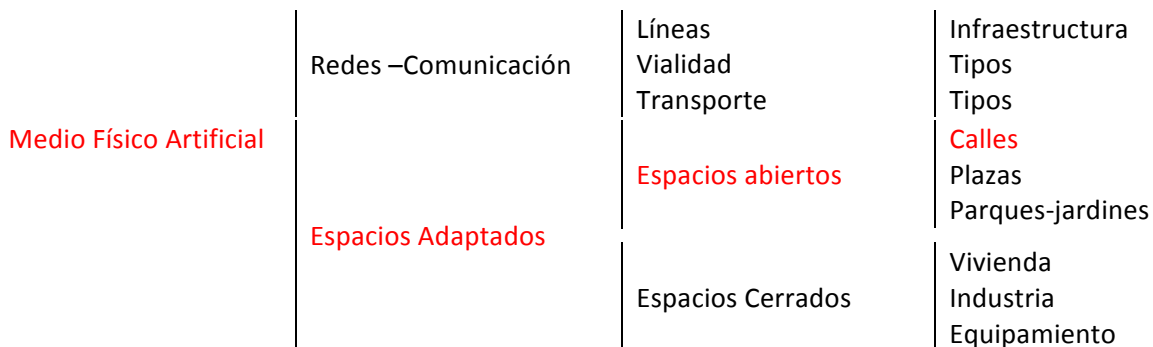 Medio Físico Artificial
Redes –Comunicación
Líneas
Vialidad
Transporte
Infraestructura
Tipos
Tipos
Espacios Adaptados
Espacios abiertos
Calles
Plazas
Parques-jardines
Espacios Cerrados
Vivienda
Industria
Equipamiento